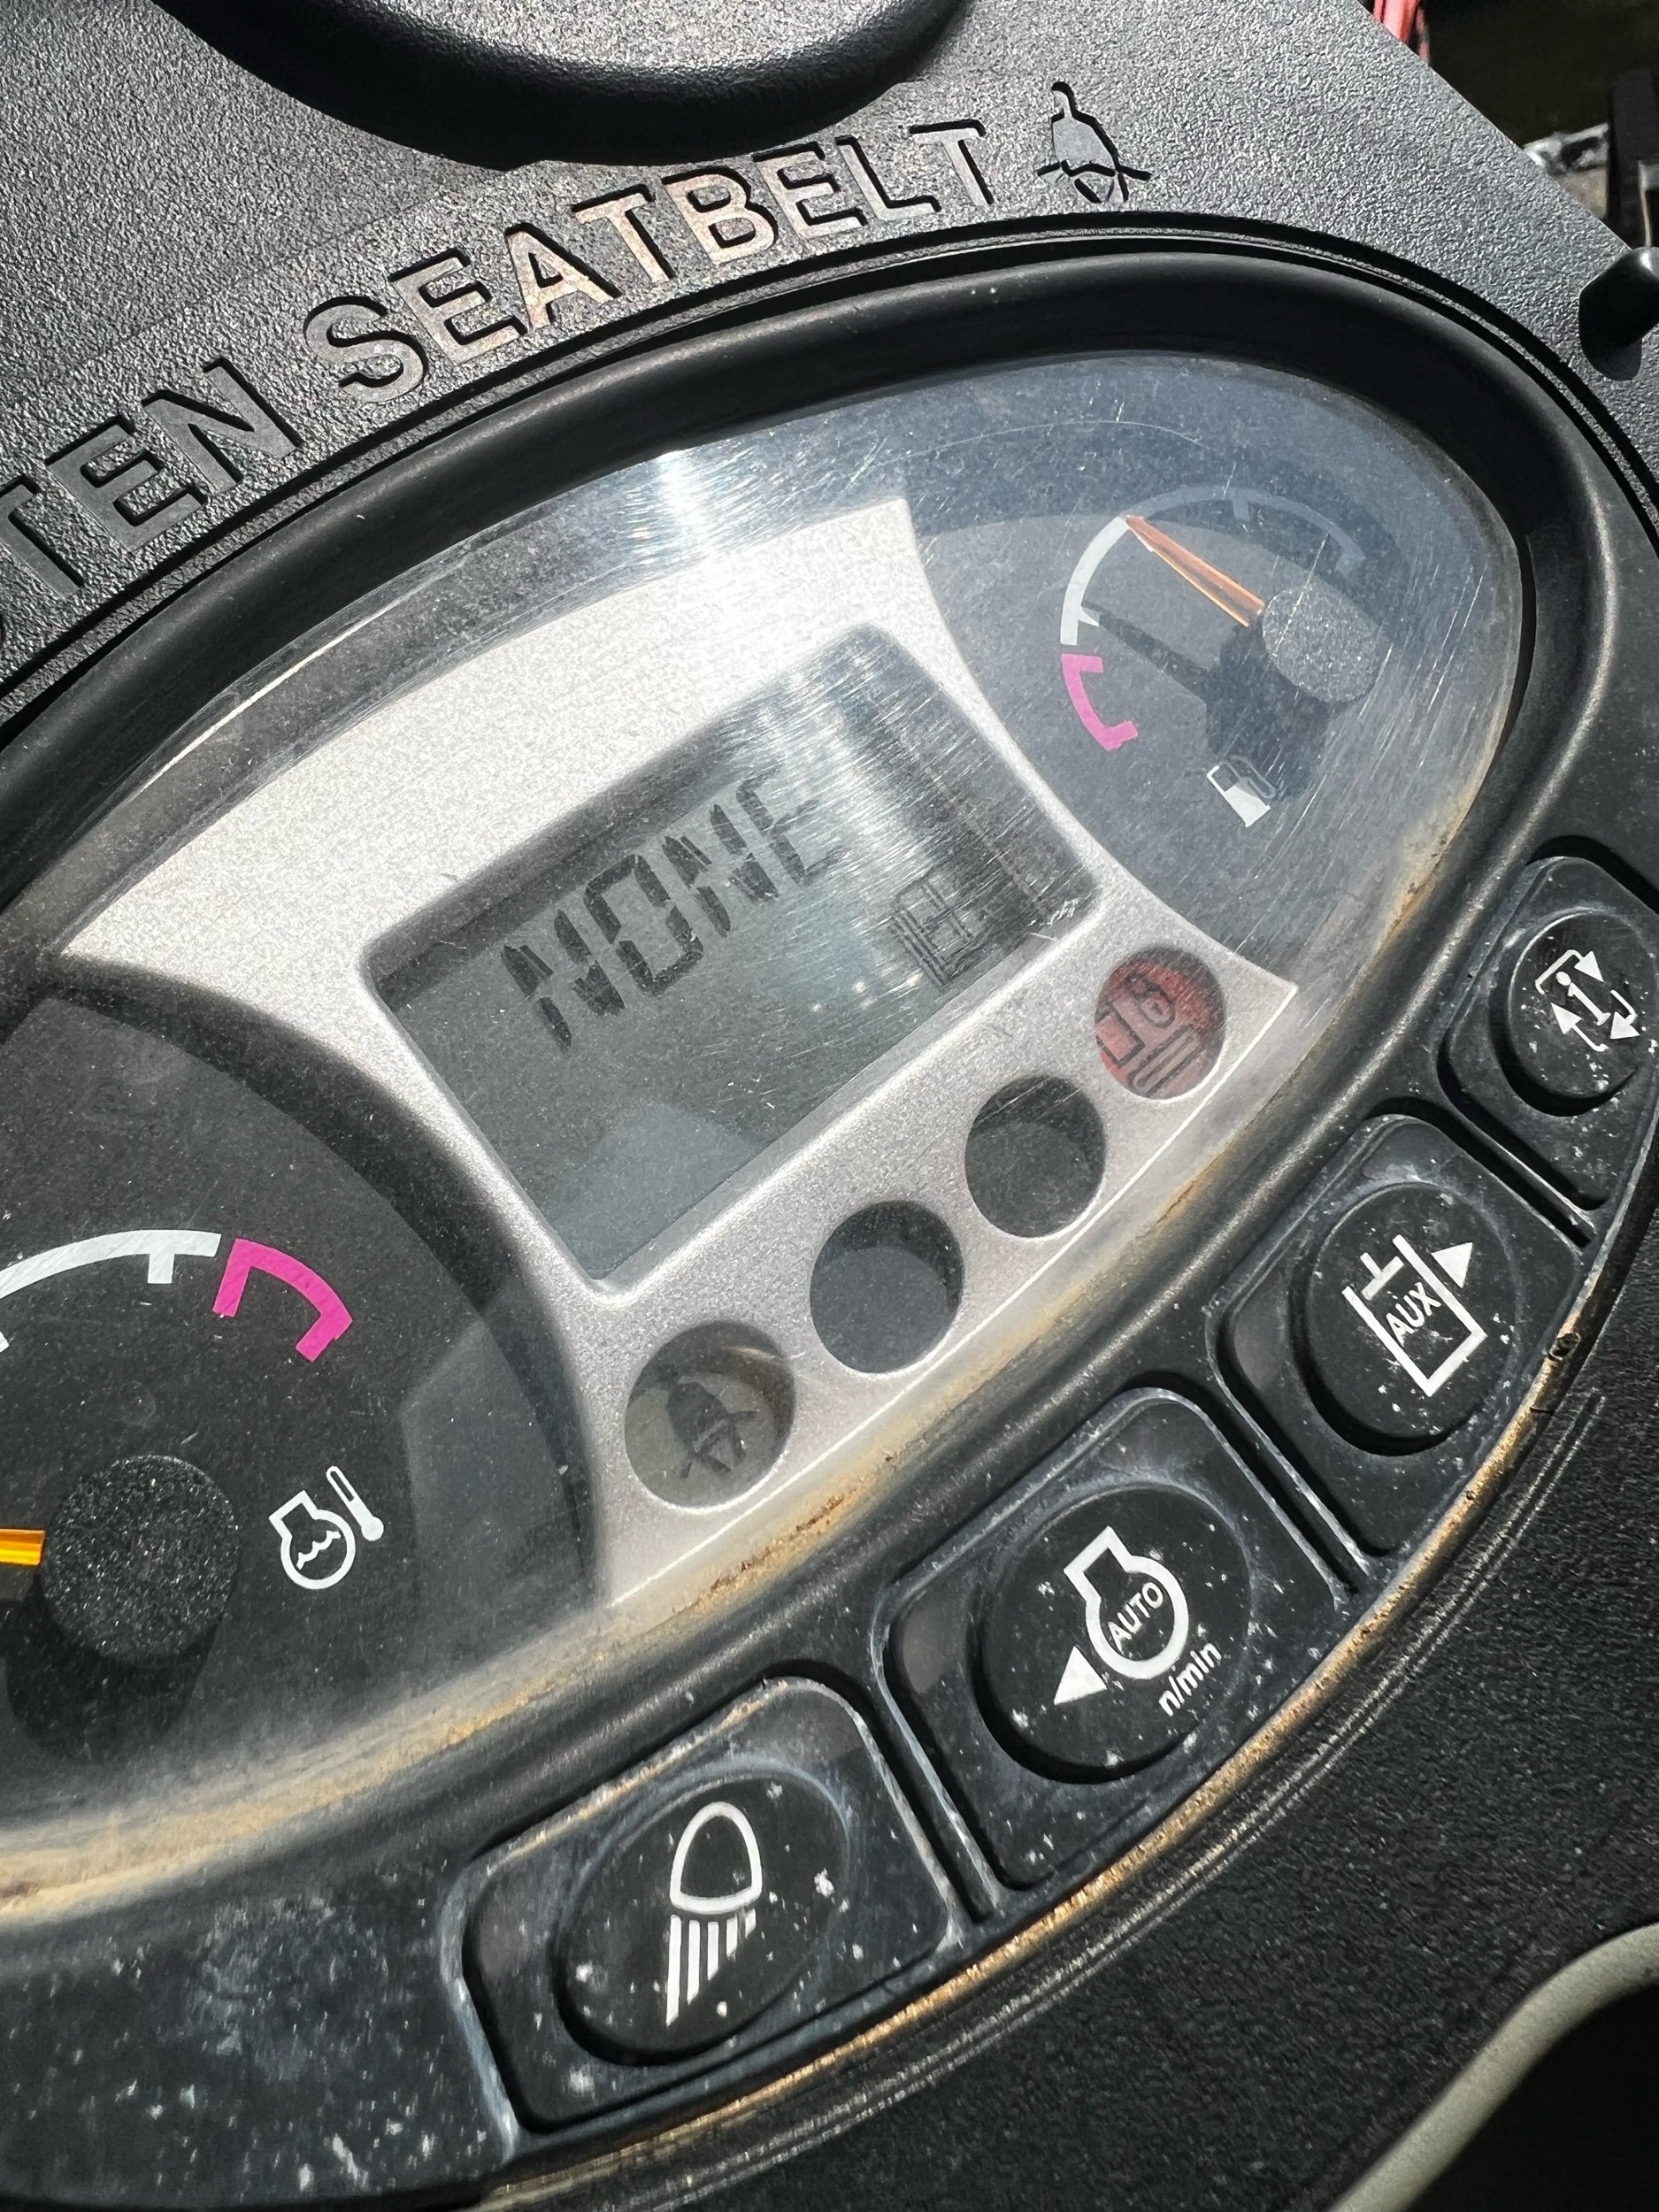 TEN SEATBELT
NONE
i
AUX
AUTO
n/min